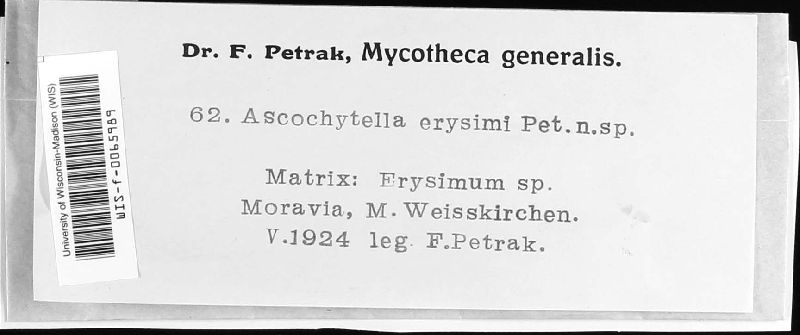 Dr. F. Petrak, Mycotheca generalis.
62. Ascochytella erysimi Pet.n.sp.
Matrix: Erysimum sp.
Moravia, M.Weisskirchen.
V.1924 leg. F.Petrak.
University of Wisconsin-Madison (WIS)
WIS-f-0065989